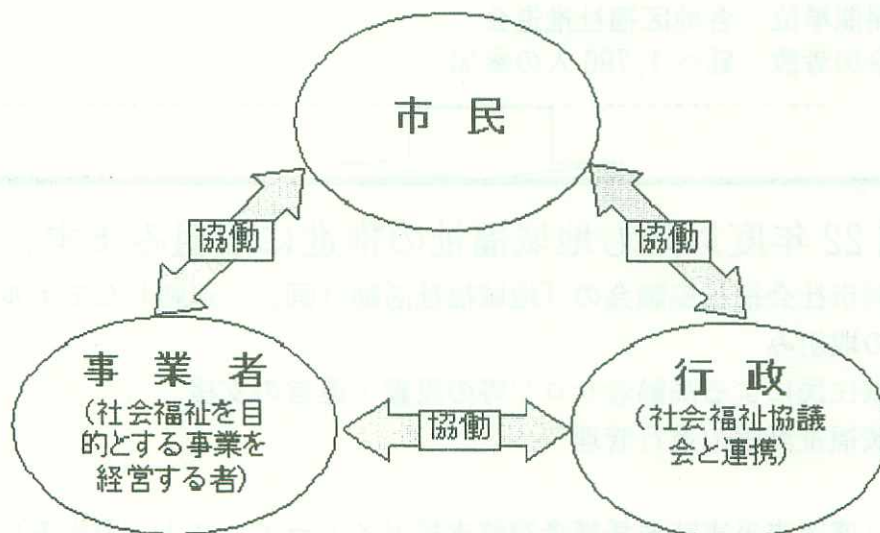 市 民
協働
協働
事 業 者
(社会福祉を目
的とする事業を
経営する者)
協働
行 政
(社会福祉協議
会と連携)